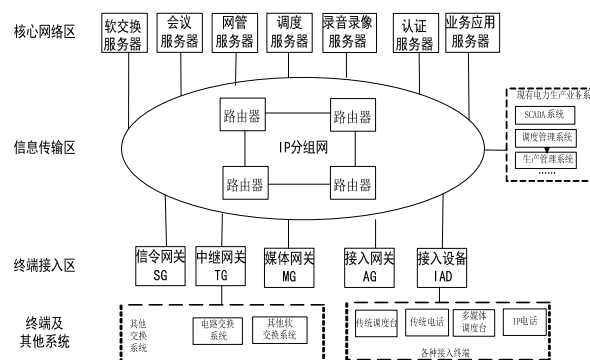 核心网络区
软交换
服务器
会议
服务器
网管
服务器
调度
服务器
录音录像
服务器
认证
服务器
业务应用
服务器
信息传输区
路由器
路由器
IP分组网
路由器
路由器
现有电力生产业务系
SCADA 系统
调度管理系统
生产管理系统
……
终端接入区
信令网关
SG
中继网关
TG
媒体网关
MG
接入网关
AG
接入设备
IAD
终端及
其他系统
其他
交换
系统
电路交换
系统
其他软
交换系统
传统调度台
传统电话
多媒体
调度台
IP电话
各种接入终端